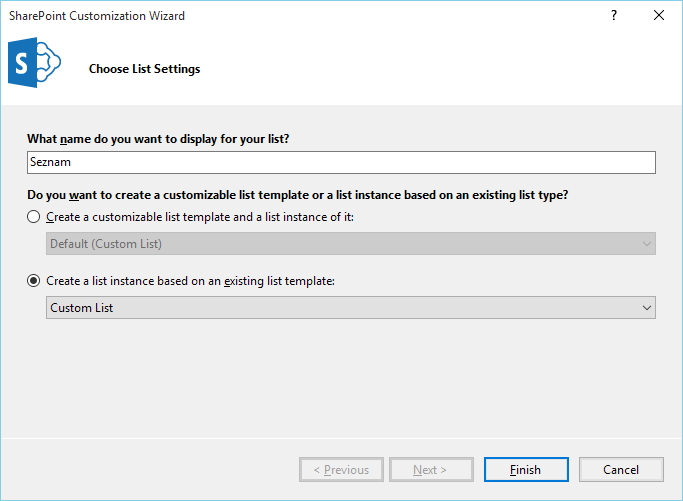 SharePoint Customization Wizard
?
S
Choose List Settings
What name do you want to display for your list?
Seznam
Do you want to create a customizable list template or a list instance based on an existing list type?
Create a customizable list template and a list instance of it:
Default (Custom List)
Create a list instance based on an existing list template:
Custom List
< Previous Next > Finish Cancel